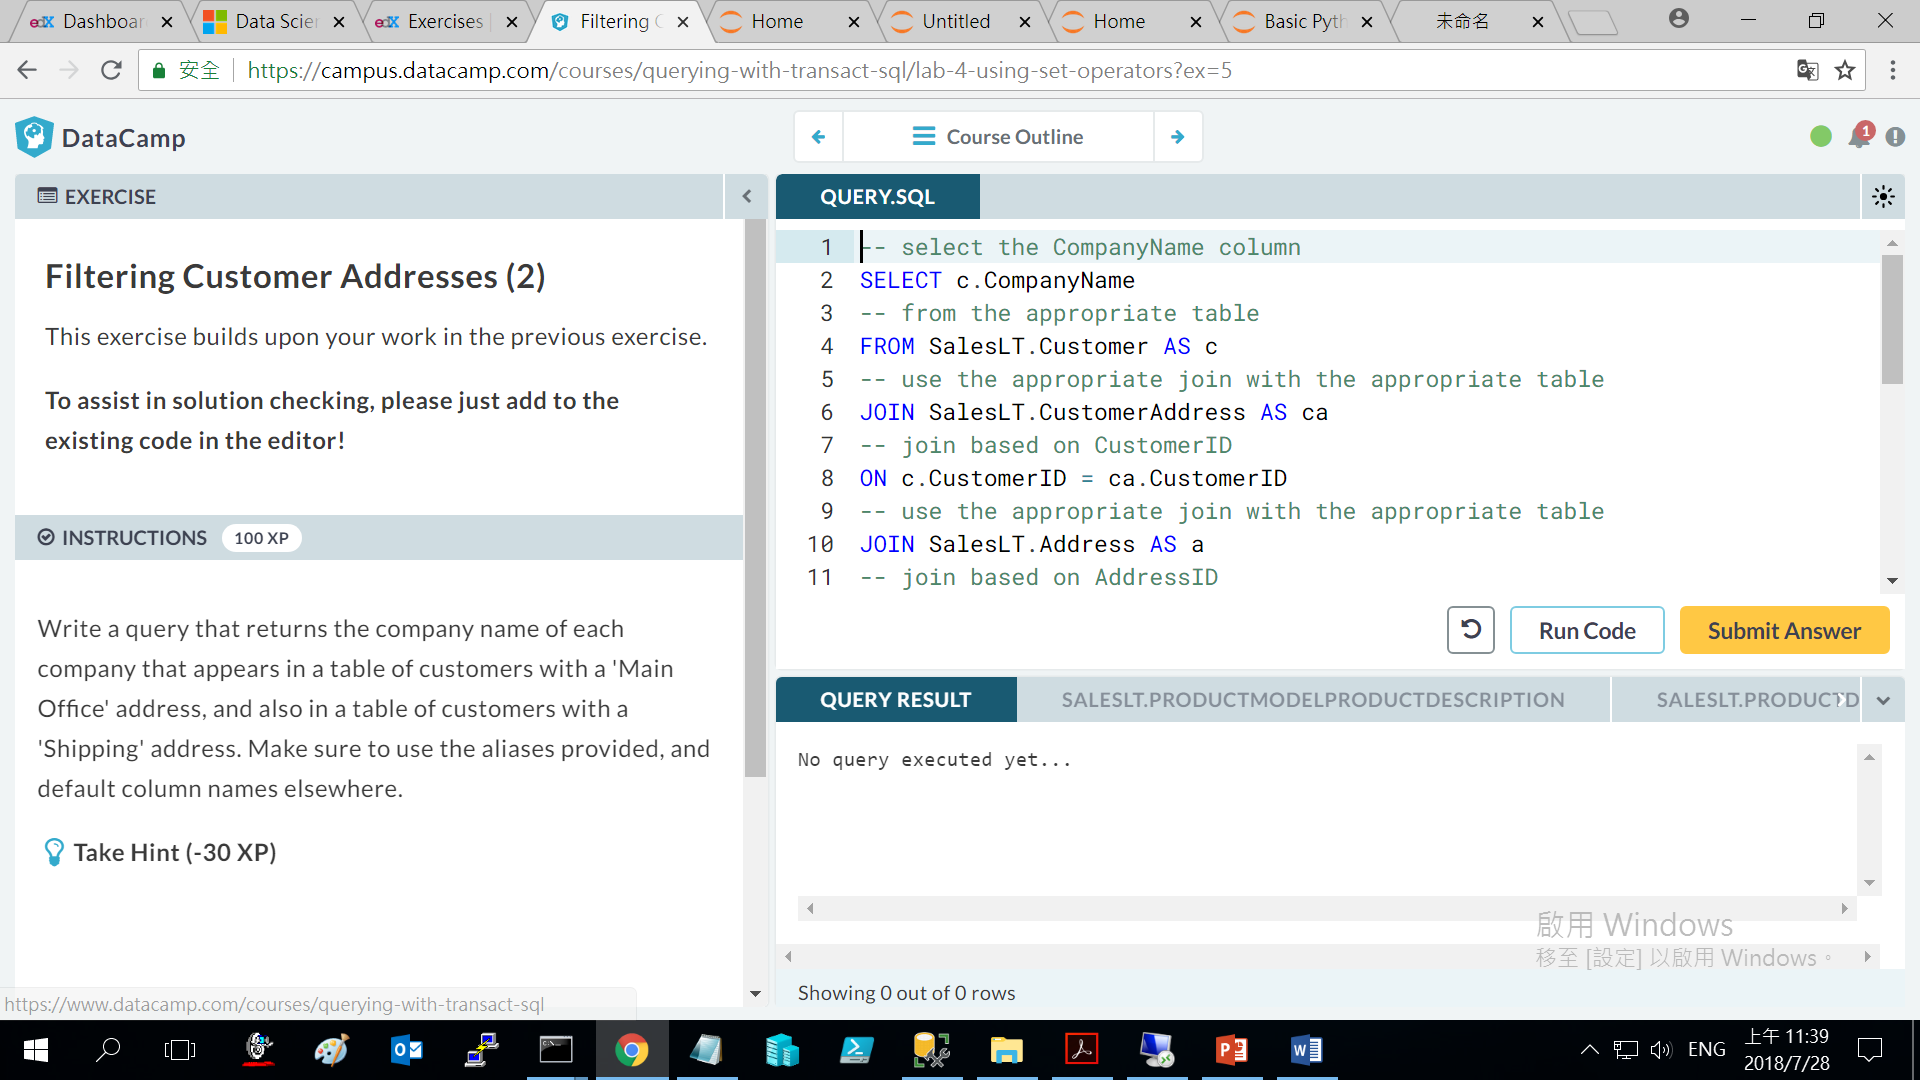 edX Dashboar
Data Scien
edX Exercises
Filtering C
Home
Untitled
Home
Basic Pyth
未命名
安全
https://campus.datacamp.com/courses/querying-with-transact-sql/lab-4-using-set-operators?ex=5
DataCamp
Course Outline
1
EXERCISE
Filtering Customer Addresses (2)
This exercise builds upon your work in the previous exercise.
To assist in solution checking, please just add to the
existing code in the editor!
INSTRUCTIONS 100 XP
Write a query that returns the company name of each
company that appears in a table of customers with a 'Main
Office' address, and also in a table of customers with a
'Shipping' address. Make sure to use the aliases provided, and
default column names elsewhere.
Take Hint (-30 XP)
https://www.datacamp.com/courses/querying-with-transact-sql
QUERY.SQL
1 -- select the CompanyName column
2 SELECT c.CompanyName
3 -- from the appropriate table
4 FROM SalesLT.Customer AS c
5 -- use the appropriate join with the appropriate table
6 JOIN SalesLT.CustomerAddress AS ca
7 -- join based on CustomerID
8 ON c.CustomerID = ca.CustomerID
9 -- use the appropriate join with the appropriate table
10 JOIN SalesLT.Address AS a
11 -- join based on AddressID
Run Code
Submit Answer
QUERY RESULT
SALESLT.PRODUCTMODELPRODUCTDESCRIPTION
SALESLT.PRODUCTD
No query executed yet...
啟用 Windows
移至 [設定] 以啟用 Windows。
Showing 0 out of 0 rows
ENG
上午 11:39
2018/7/28